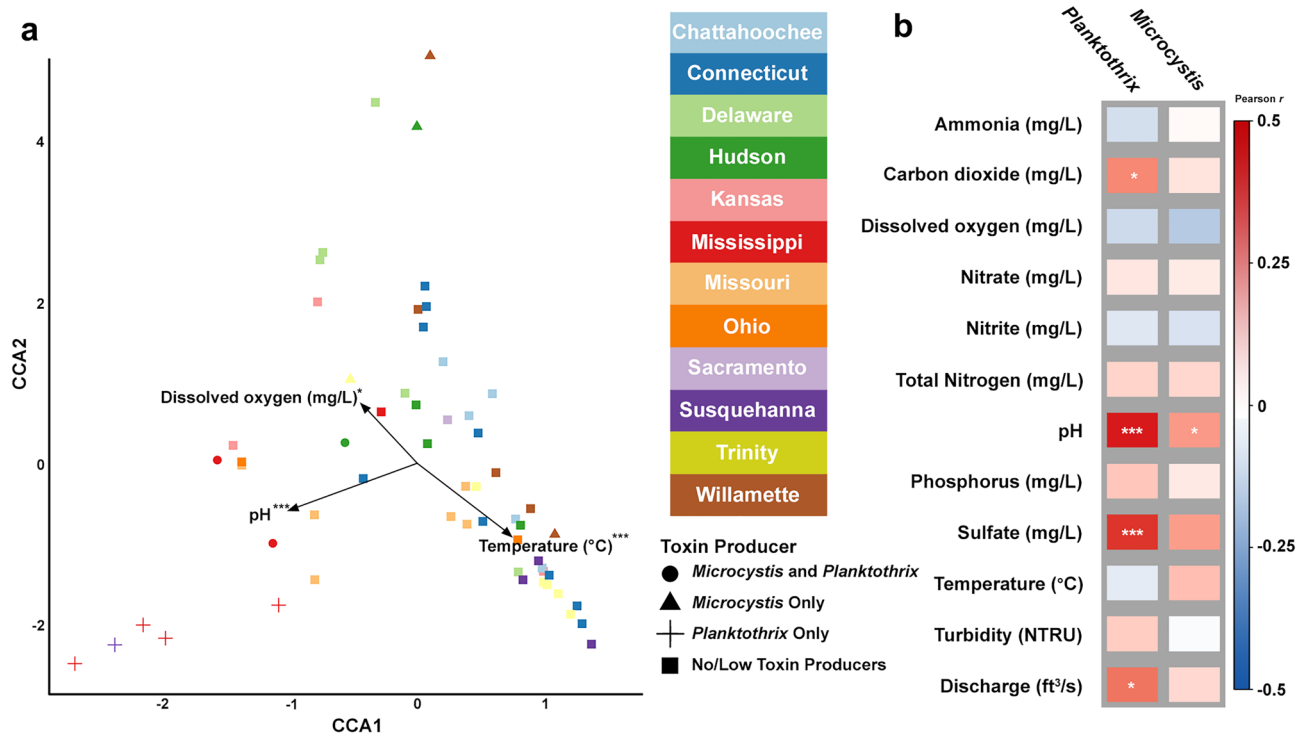 a
CCA2
4
2
0
-2
-2
-1
0
1
CCA1
Dissolved oxygen (mg/L)*
pH***
Temperature (°C)***
Chattahoochee
Connecticut
Delaware
Hudson
Kansas
Mississippi
Missouri
Ohio
Sacramento
Susquehanna
Trinity
Willamette
Toxin Producer
Microcystis and Planktothrix
Microcystis Only
Planktothrix Only
No/Low Toxin Producers
b
Planktothrix
Microcystis
Ammonia (mg/L)
Carbon dioxide (mg/L)
*
Dissolved oxygen (mg/L)
Nitrate (mg/L)
Nitrite (mg/L)
Total Nitrogen (mg/L)
pH
***
*
Phosphorus (mg/L)
Sulfate (mg/L)
***
Temperature (°C)
Turbidity (NTRU)
Discharge (ft³/s)
*
Pearson r
0.5
0.25
0
-0.25
-0.5